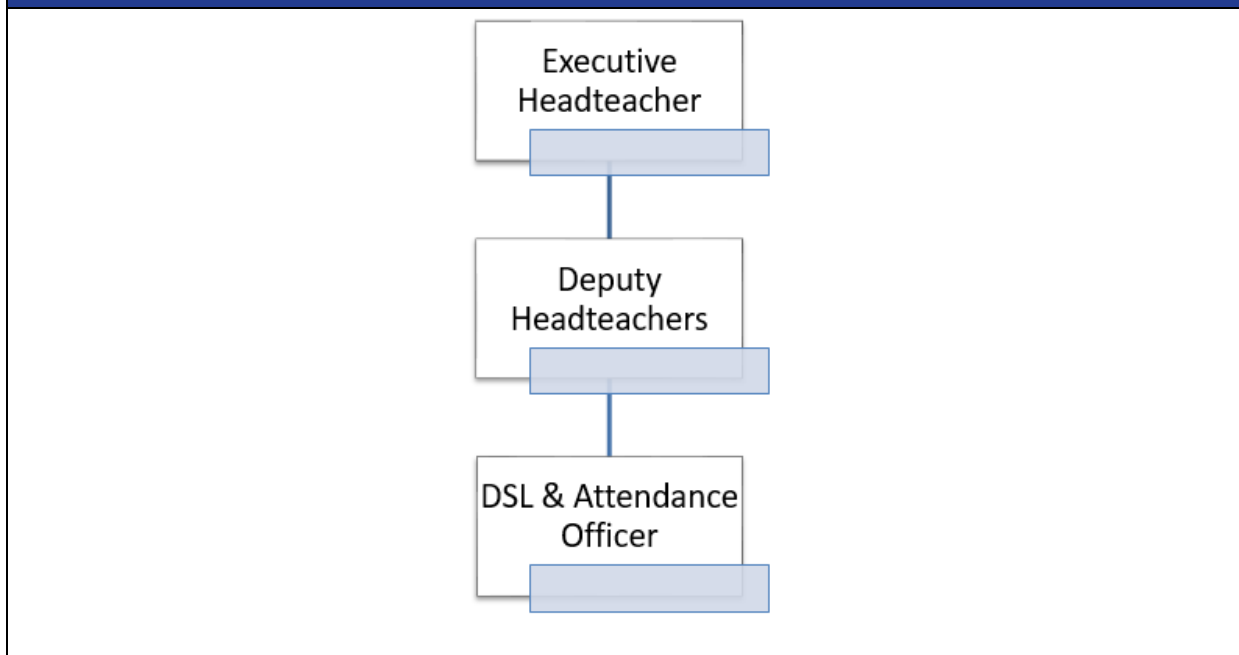 Executive
Headteacher
Deputy
Headteachers
DSL & Attendance
Officer